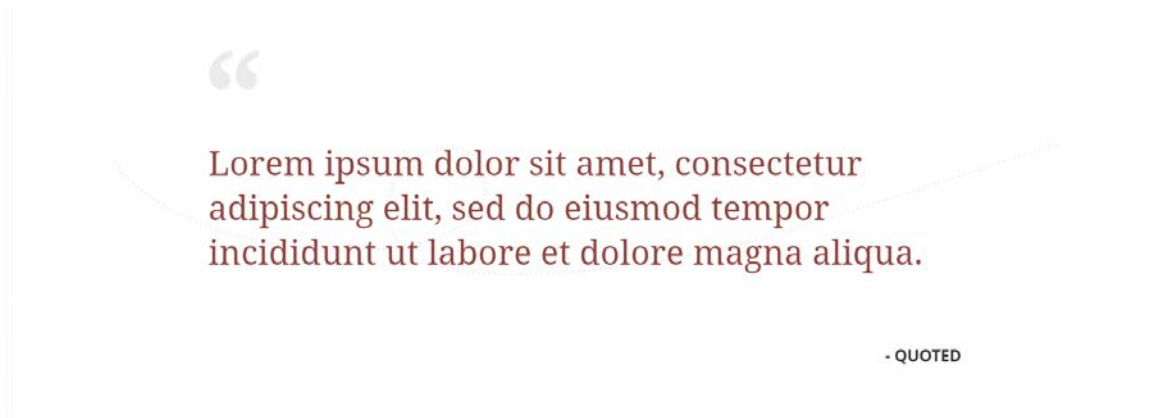 “
Lorem ipsum dolor sit amet, consectetur
adipiscing elit, sed do eiusmod tempor
incididunt ut labore et dolore magna aliqua.
- QUOTED